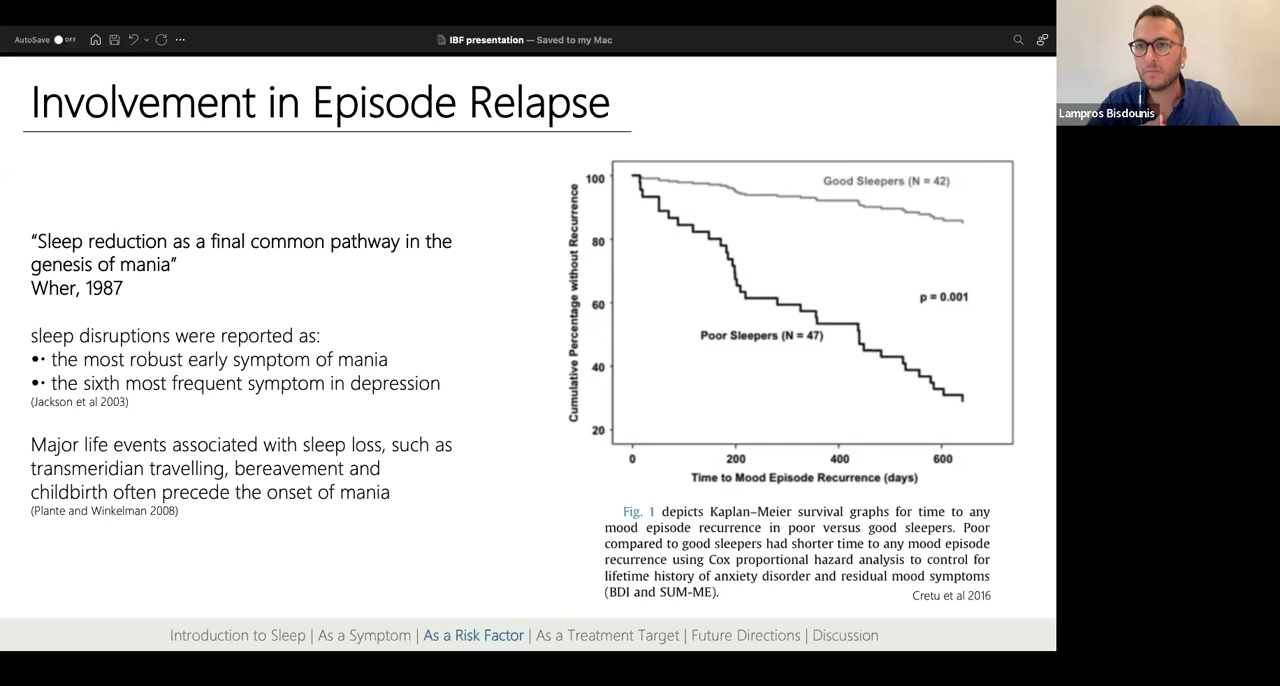 AutoSave OFF
IBF presentation — Saved to my Mac
Involvement in Episode Relapse
“Sleep reduction as a final common pathway in the
genesis of mania”
Wher, 1987
sleep disruptions were reported as:
•· the most robust early symptom of mania
•· the sixth most frequent symptom in depression
(Jackson et al 2003)
Major life events associated with sleep loss, such as
transmeridian travelling, bereavement and
childbirth often precede the onset of mania
(Plante and Winkelman 2008)
Cumulative Percentage without Recurrence
100
80
60
40
20
Good Sleepers (N = 42)
p = 0.001
Poor Sleepers (N = 47)
0 200 400 600
Time to Mood Episode Recurrence (days)
Fig. 1 depicts Kaplan–Meier survival graphs for time to any
mood episode recurrence in poor versus good sleepers. Poor
compared to good sleepers had shorter time to any mood episode
recurrence using Cox proportional hazard analysis to control for
lifetime history of anxiety disorder and residual mood symptoms
(BDI and SUM-ME).
Cretu et al 2016
Introduction to Sleep | As a Symptom | As a Risk Factor | As a Treatment Target | Future Directions | Discussion
Lampros Bisdounis